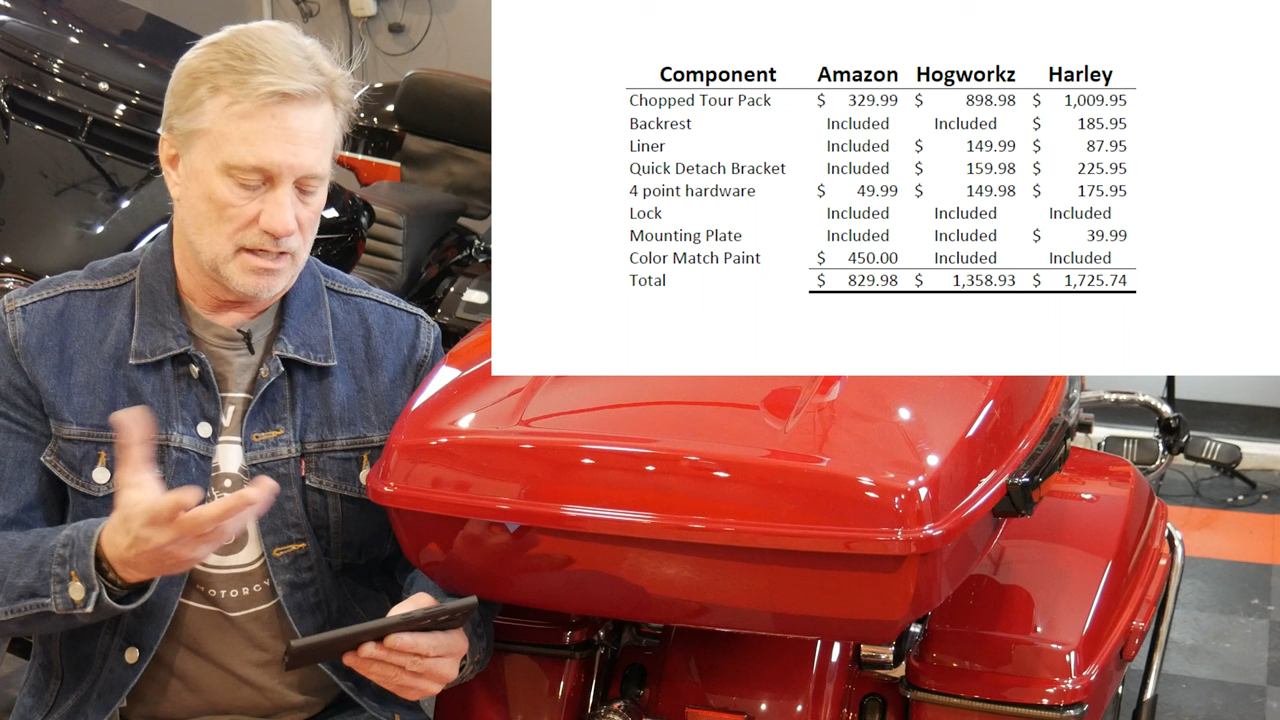 Component Amazon Hogworkz Harley
Chopped Tour Pack $ 329.99 $ 898.98 $ 1,009.95
Backrest Included Included $ 185.95
Liner Included $ 149.99 $ 87.95
Quick Detach Bracket Included $ 159.98 $ 225.95
4 point hardware $ 49.99 $ 149.98 $ 175.95
Lock Included Included Included
Mounting Plate Included Included $ 39.99
Color Match Paint $ 450.00 Included Included
Total $ 829.98 $ 1,358.93 $ 1,725.74